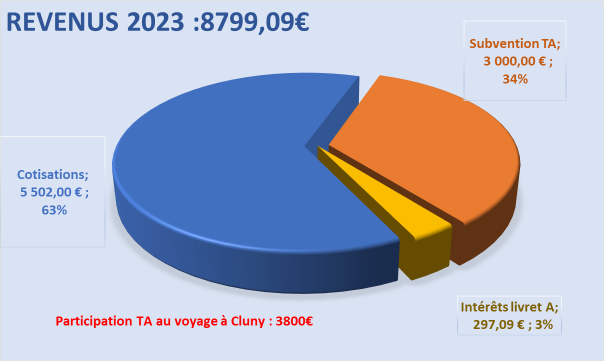 REVENUS 2023 :8799,09€
Subvention TA;
3 000,00 € ;
34%
Cotisations;
5 502,00 € ;
63%
Intérêts livret A;
297,09 € ; 3%
Participation TA au voyage à Cluny : 3800€